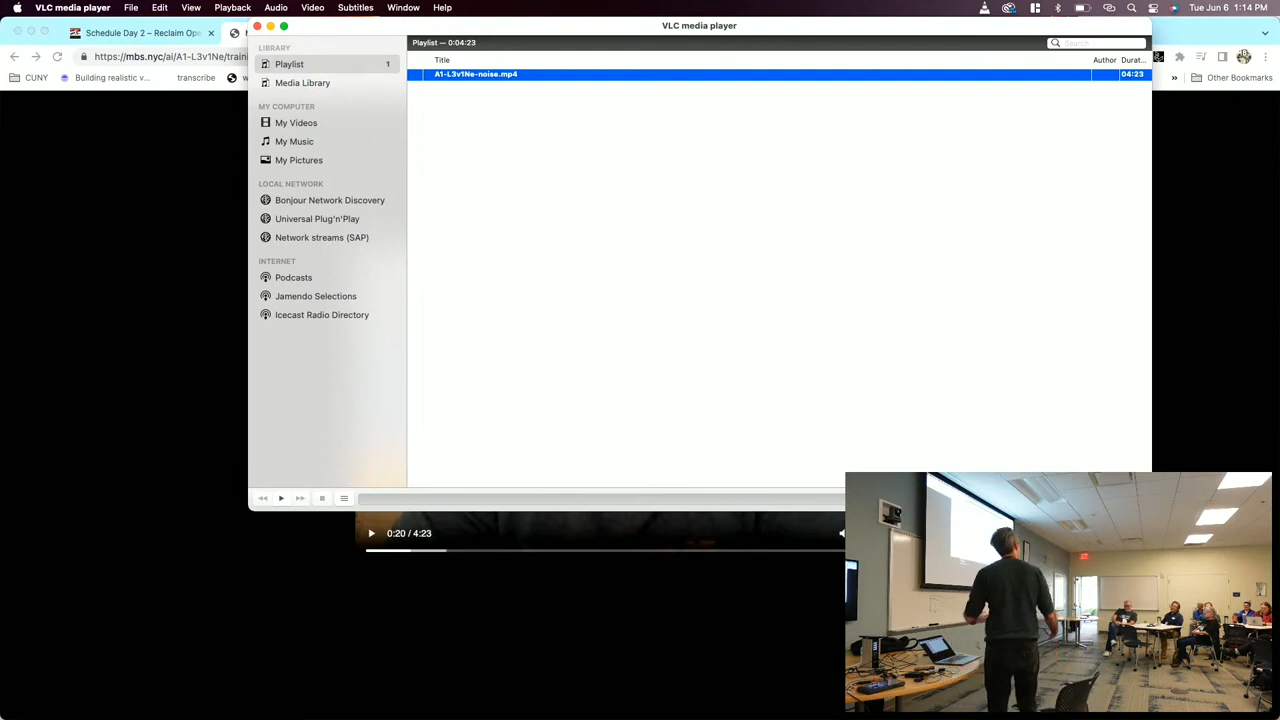 VLC media player File Edit View Playback Audio Video Subtitles Window Help
Tue Jun 6 1:14 PM
VLC media player
Schedule Day 2 – Reclaim Ope
https://mbs.nyc/ai/A1-L3v1Ne/traini
CUNY Building realistic v... transcribe
Other Bookmarks
LIBRARY
Playlist 1
Media Library
MY COMPUTER
My Videos
My Music
My Pictures
LOCAL NETWORK
Bonjour Network Discovery
Universal Plug'n'Play
Network streams (SAP)
INTERNET
Podcasts
Jamendo Selections
Icecast Radio Directory
Playlist — 0:04:23
Search
Title Author Durat...
A1-L3v1Ne-noise.mp4 04:23
0:20 / 4:23